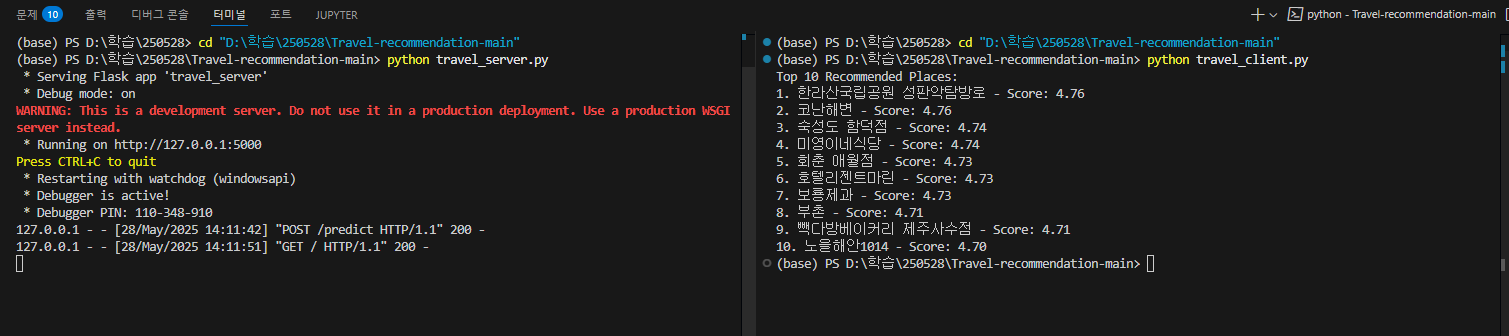 문제 10 출력 디버그 콘솔 터미널 포트 JUPYTER
python - Travel-recommendation-main
(base) PS D:\학습\250528> cd "D:\학습\250528\Travel-recommendation-main"
(base) PS D:\학습\250528\Travel-recommendation-main> python travel_server.py
* Serving Flask app 'travel_server'
* Debug mode: on
WARNING: This is a development server. Do not use it in a production deployment. Use a production WSGI
server instead.
* Running on http://127.0.0.1:5000
Press CTRL+C to quit
* Restarting with watchdog (windowsapi)
* Debugger is active!
* Debugger PIN: 110-348-910
127.0.0.1 - - [28/May/2025 14:11:42] "POST /predict HTTP/1.1" 200 -
127.0.0.1 - - [28/May/2025 14:11:51] "GET / HTTP/1.1" 200 -
(base) PS D:\학습\250528> cd "D:\학습\250528\Travel-recommendation-main"
(base) PS D:\학습\250528\Travel-recommendation-main> python travel_client.py
Top 10 Recommended Places:
1. 한라산국립공원 성판악탐방로 - Score: 4.76
2. 코난해변 - Score: 4.76
3. 숙성도 함덕점 - Score: 4.74
4. 미영이네식당 - Score: 4.74
5. 회춘 애월점 - Score: 4.73
6. 호텔리젠트마린 - Score: 4.73
7. 보룡제과 - Score: 4.73
8. 부촌 - Score: 4.71
9. 빽다방베이커리 제주사수점 - Score: 4.71
10. 노을해안1014 - Score: 4.70
(base) PS D:\학습\250528\Travel-recommendation-main>